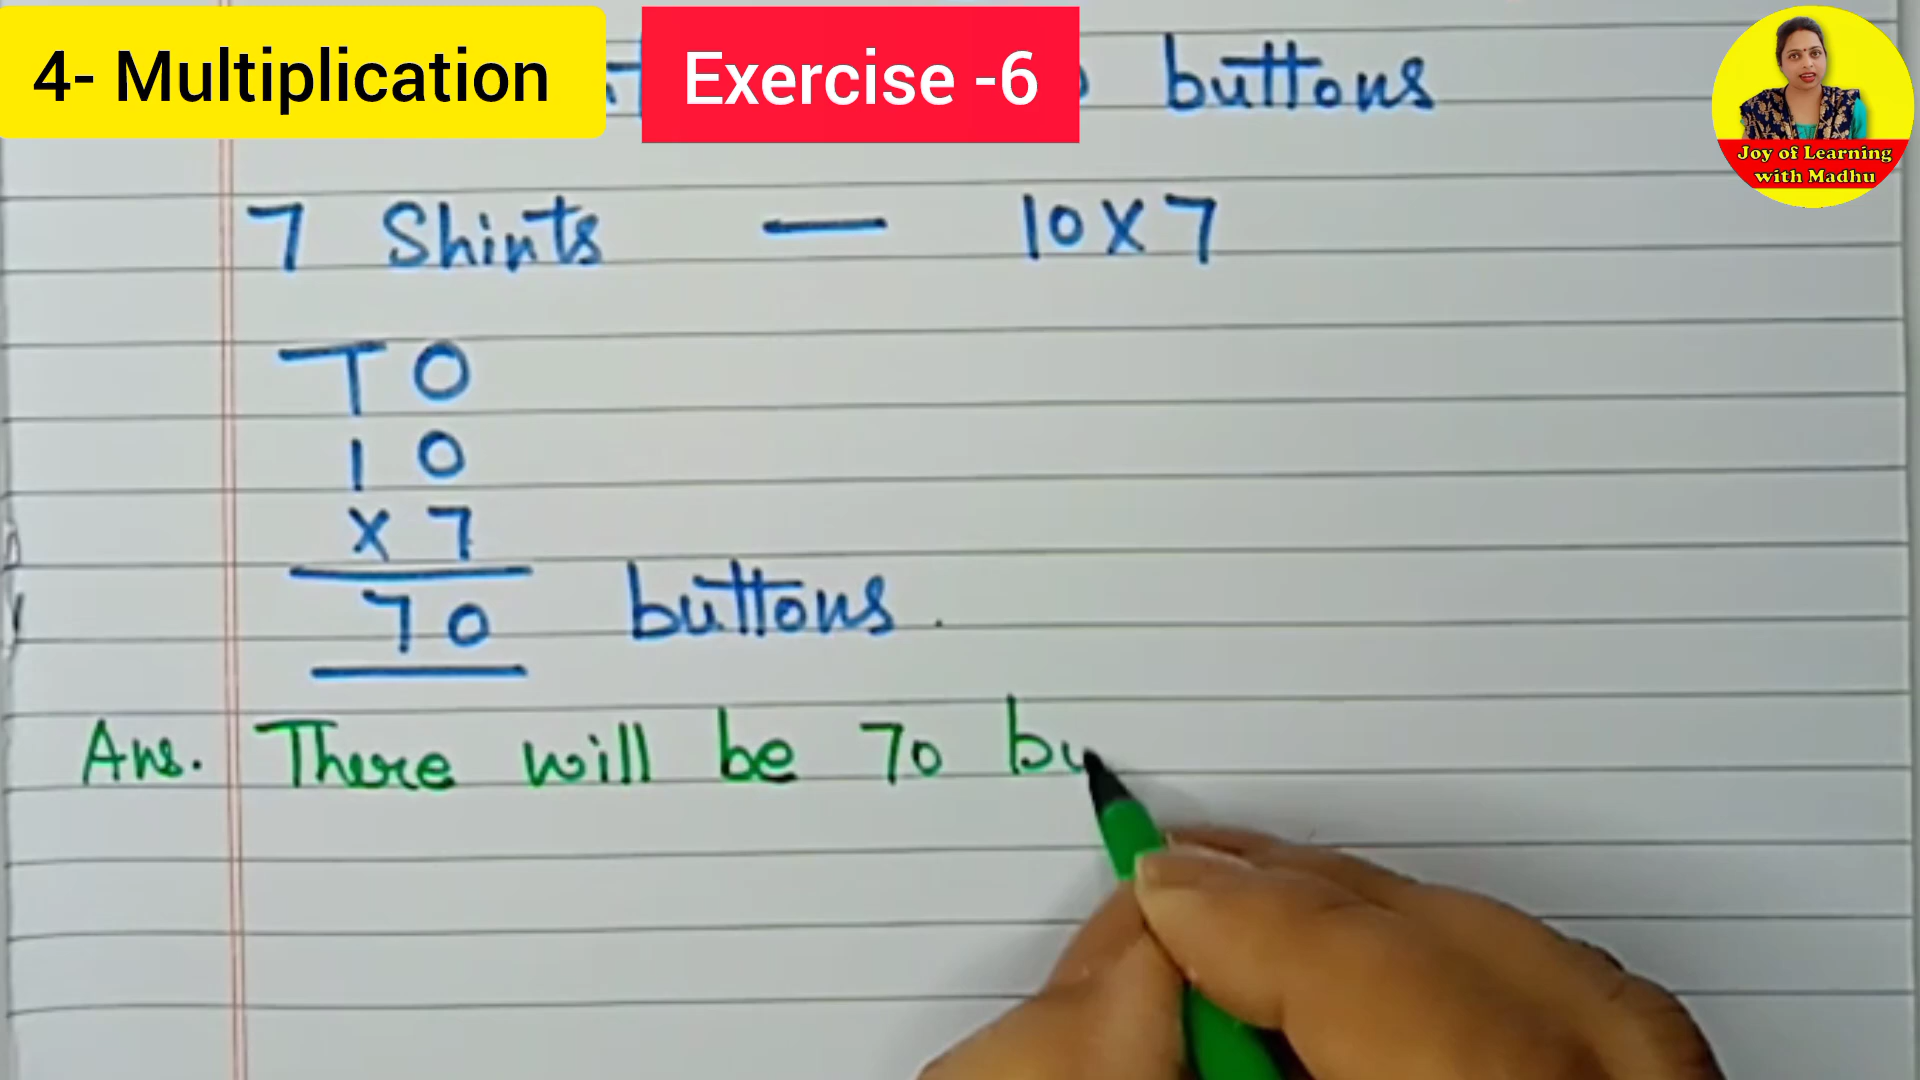 4- Multiplication
Exercise -6
buttons
Joy of Learning
with Madhu
7 Shirts — 10x7
T O
1 0
x 7
7 0 buttons.
Ans. There will be 70 bu